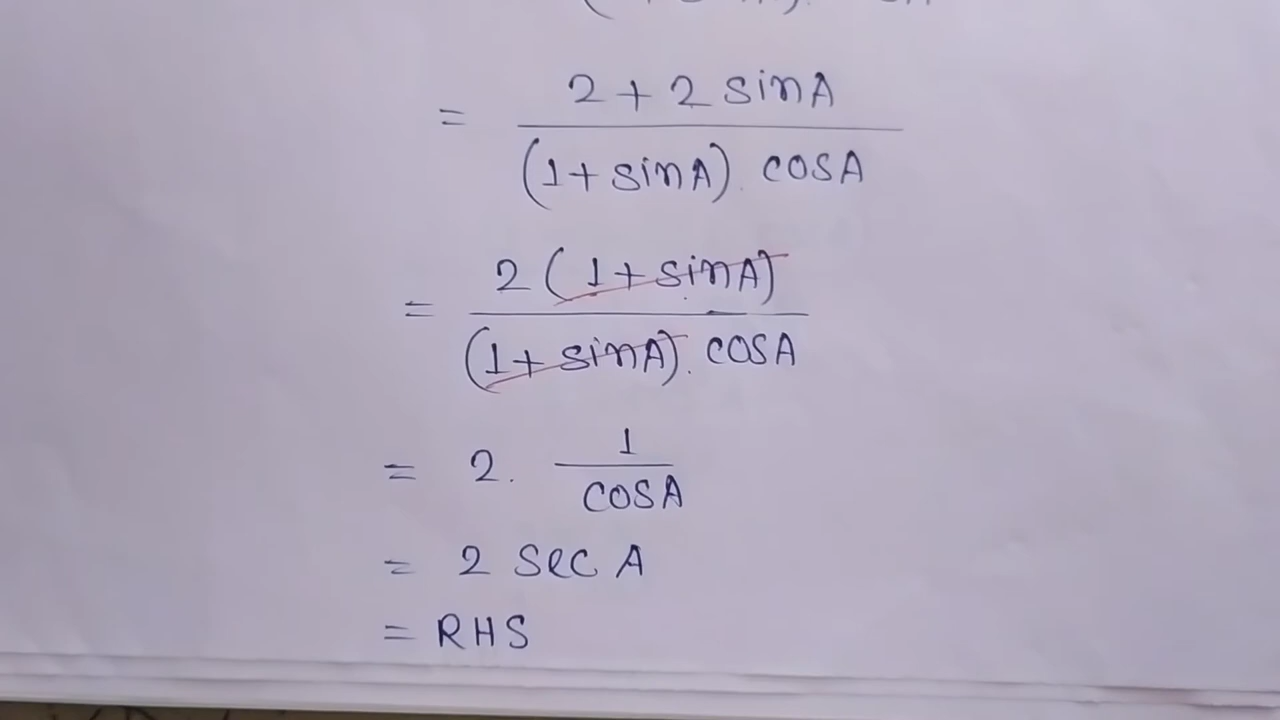 = 2 + 2 sinA / (1 + sinA) . cosA
= 2 (1 + sinA) / (1 + sinA) . cosA
= 2 . 1 / cosA
= 2 sec A
= RHS